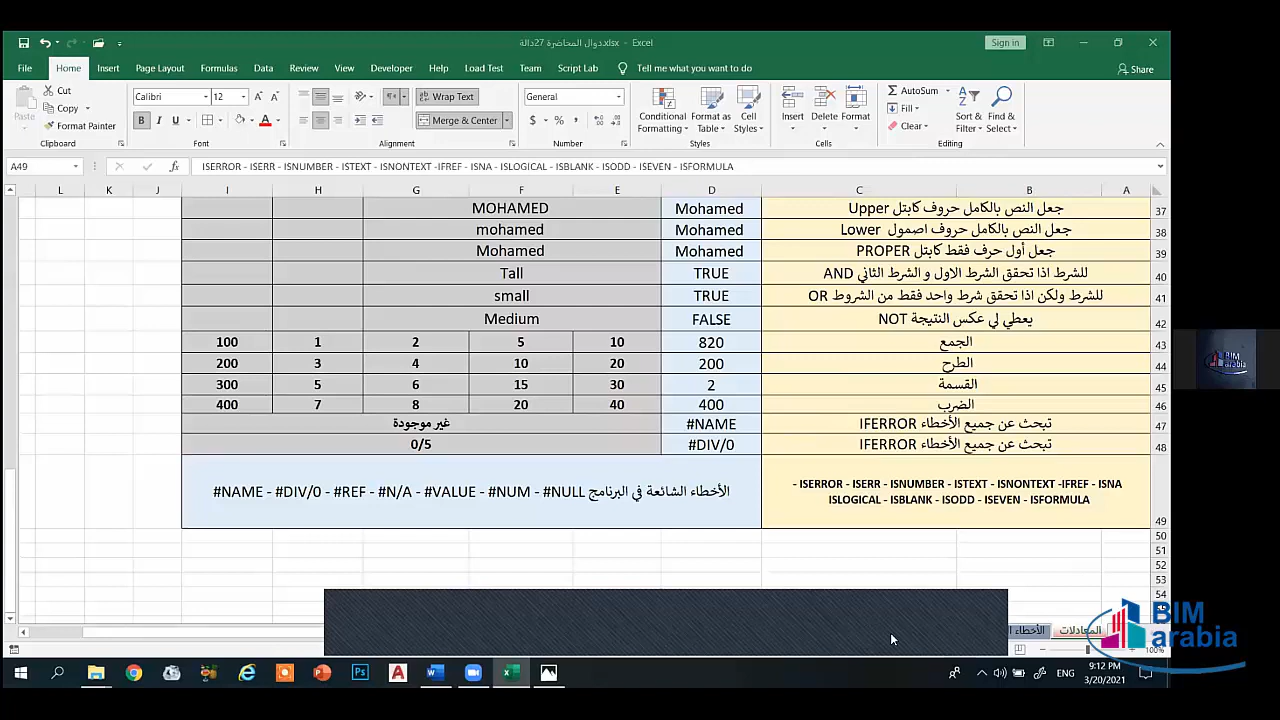 دوال المحاضرة 27دالة.xlsx - Excel
Sign in
File Home Insert Page Layout Formulas Data Review View Developer Help Load Test Team Script Lab Tell me what you want to do Share
Paste
Cut
Copy
Format Painter
Clipboard
Calibri 12
B I U
Font
Wrap Text
Merge & Center
Alignment
General
$ % ,
Number
Conditional Formatting
Format as Table
Cell Styles
Styles
Insert Delete Format
Cells
AutoSum
Fill
Clear
Sort & Filter
Find & Select
Editing
A49 fx ISERROR - ISERR - ISNUMBER - ISTEXT - ISNONTEXT -IFREF - ISNA - ISLOGICAL - ISBLANK - ISODD - ISEVEN - ISFORMULA
L K J I H G F E D C B A
MOHAMED Mohamed جعل النص بالكامل حروف كابتل Upper 37
mohamed Mohamed جعل النص بالكامل حروف اصمول Lower 38
Mohamed Mohamed جعل أول حرف فقط كابتل PROPER 39
Tall TRUE للشرط اذا تحقق الشرط الاول و الشرط الثاني AND 40
small TRUE للشرط ولكن اذا تحقق شرط واحد فقط من الشروط OR 41
Medium FALSE يعطي لي عكس النتيجة NOT 42
100 1 2 5 10 820 الجمع 43
200 3 4 10 20 200 الطرح 44
300 5 6 15 30 2 القسمة 45
400 7 8 20 40 400 الضرب 46
غير موجودة #NAME تبحث عن جميع الأخطاء IFERROR 47
0/5 #DIV/0 تبحث عن جميع الأخطاء IFERROR 48
الأخطاء الشائعة في البرنامج #NAME - #DIV/0 - #REF - #N/A - #VALUE - #NUM - #NULL
- ISERROR - ISERR - ISNUMBER - ISTEXT - ISNONTEXT -IFREF - ISNA
ISLOGICAL - ISBLANK - ISODD - ISEVEN - ISFORMULA
49
50
51
52
53
54
المعادلات
الأخطاء
100%
BIM
arabia
BIM
arabia
ENG
9:12 PM
3/20/2021